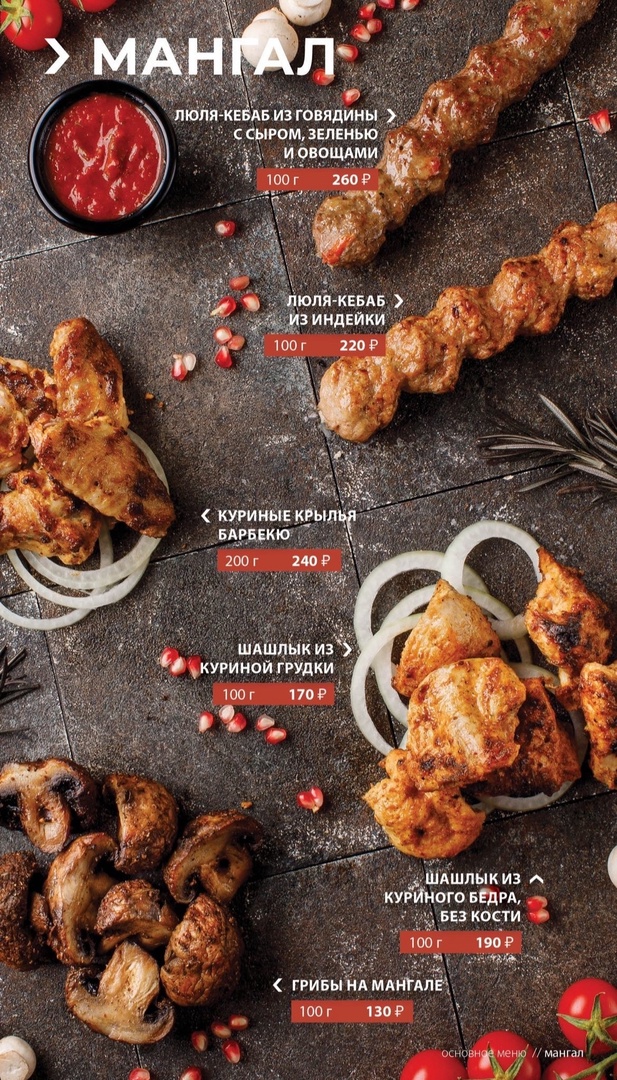 МАНГАЛ
ЛЮЛЯ-КЕБАБ ИЗ ГОВЯДИНЫ
С СЫРОМ, ЗЕЛЕНЬЮ
И ОВОЩАМИ
100 г 260 ₽
ЛЮЛЯ-КЕБАБ
ИЗ ИНДЕЙКИ
100 г 220 ₽
КУРИНЫЕ КРЫЛЬЯ
БАРБЕКЮ
200 г 240 ₽
ШАШЛЫК ИЗ
КУРИНОЙ ГРУДКИ
100 г 170 ₽
ШАШЛЫК ИЗ
КУРИНОГО БЕДРА,
БЕЗ КОСТИ
100 г 190 ₽
ГРИБЫ НА МАНГАЛЕ
100 г 130 ₽
основное меню // мангал